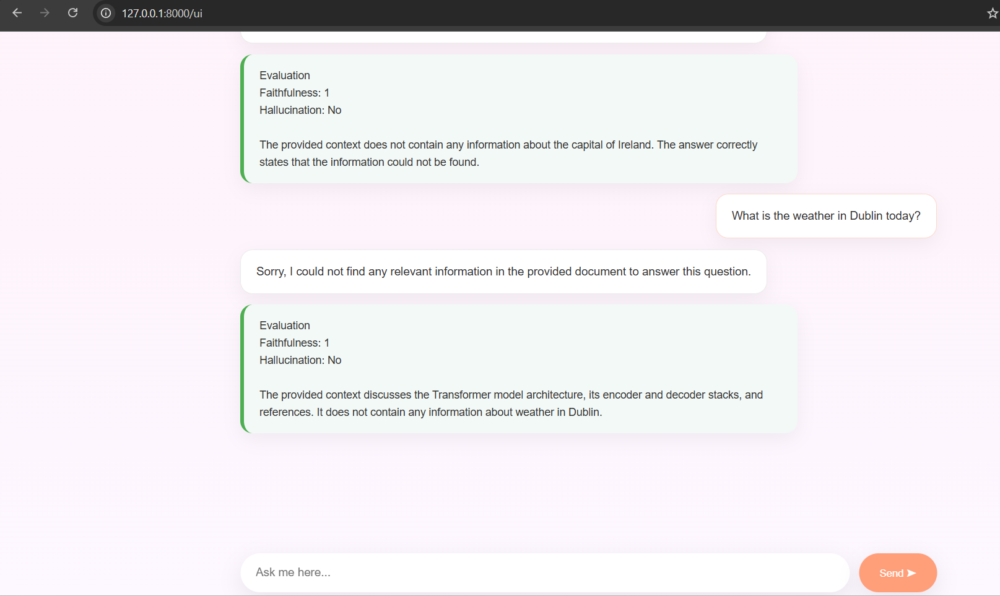 127.0.0.1:8000/ui
Evaluation
Faithfulness: 1
Hallucination: No
The provided context does not contain any information about the capital of Ireland. The answer correctly
states that the information could not be found.
What is the weather in Dublin today?
Sorry, I could not find any relevant information in the provided document to answer this question.
Evaluation
Faithfulness: 1
Hallucination: No
The provided context discusses the Transformer model architecture, its encoder and decoder stacks, and
references. It does not contain any information about weather in Dublin.
Ask me here...
Send ➤